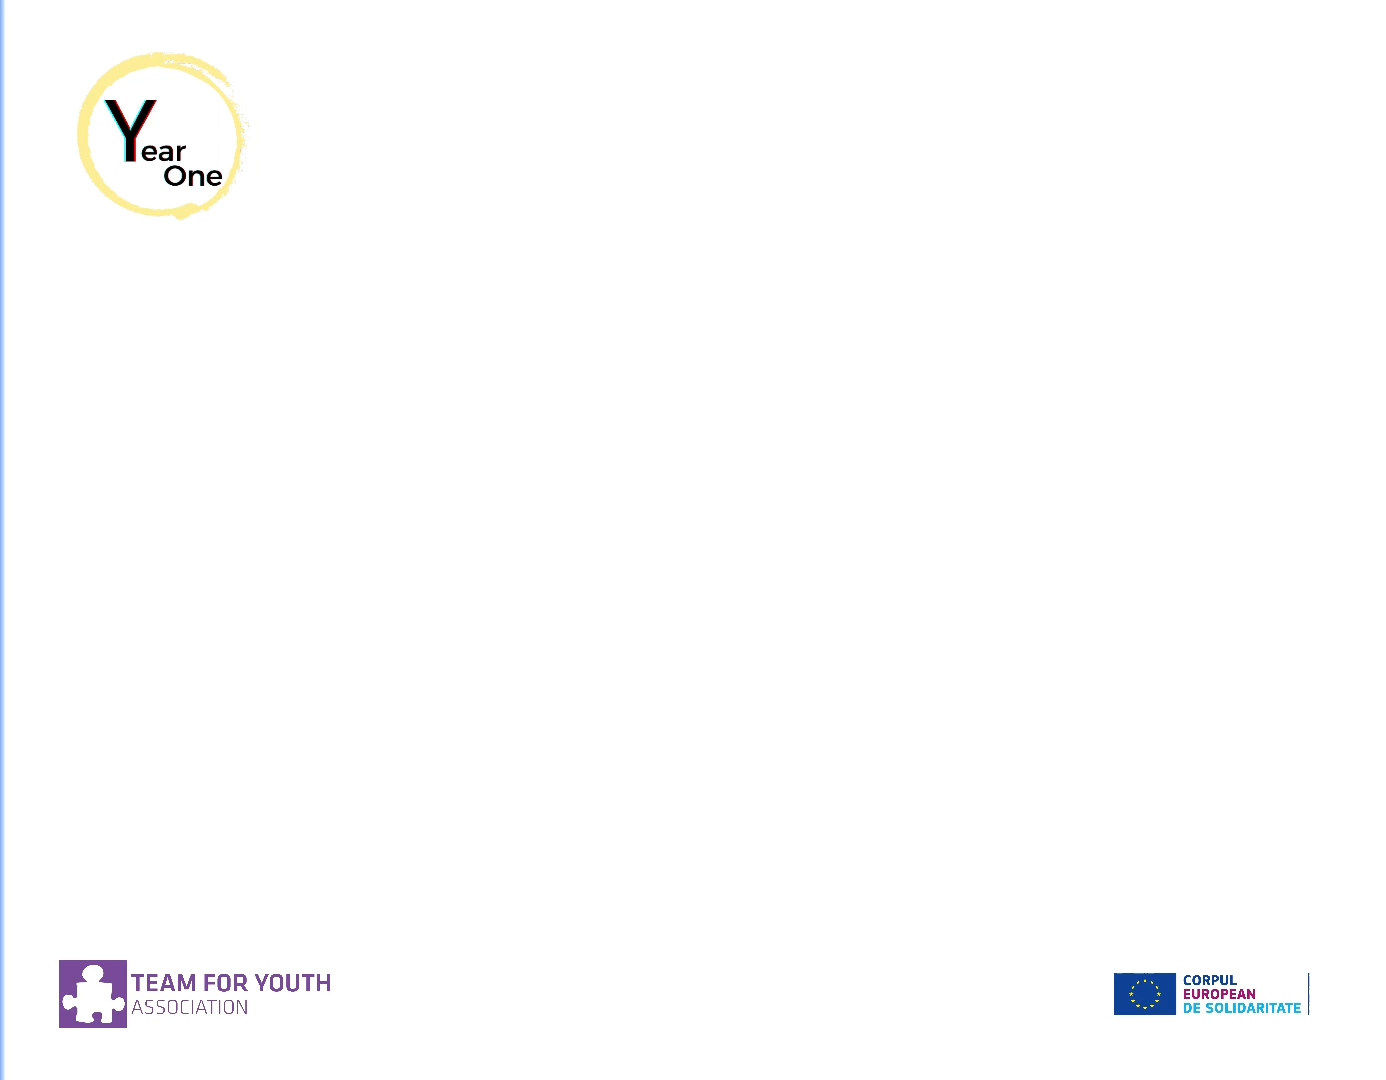 Year
One
TEAM FOR YOUTH
ASSOCIATION
CORPUL
EUROPEAN
DE SOLIDARITATE